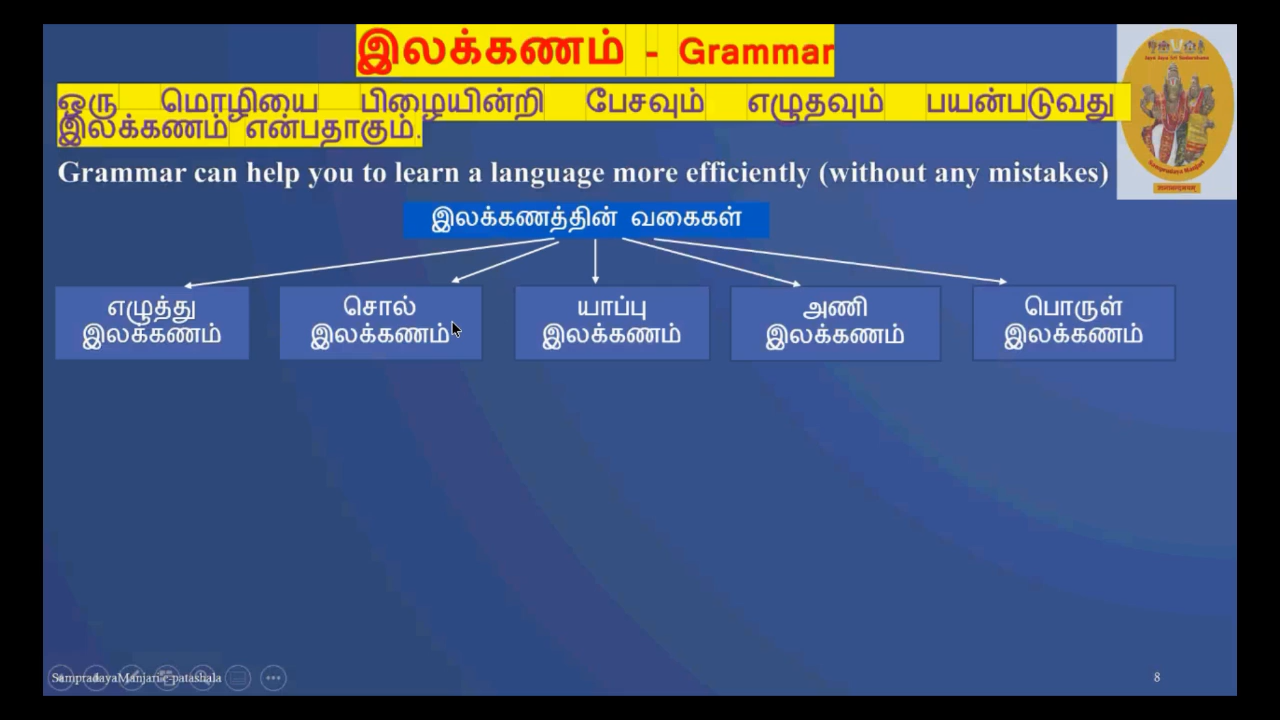 இலக்கணம் - Grammar
ஒரு மொழியை பிழையின்றி பேசவும் எழுதவும் பயன்படுவது
இலக்கணம் என்பதாகும்.
Grammar can help you to learn a language more efficiently (without any mistakes)
இலக்கணத்தின் வகைகள்
எழுத்து
இலக்கணம்
சொல்
இலக்கணம்
யாப்பு
இலக்கணம்
அணி
இலக்கணம்
பொருள்
இலக்கணம்
SampradayaManjari e-patashala
8